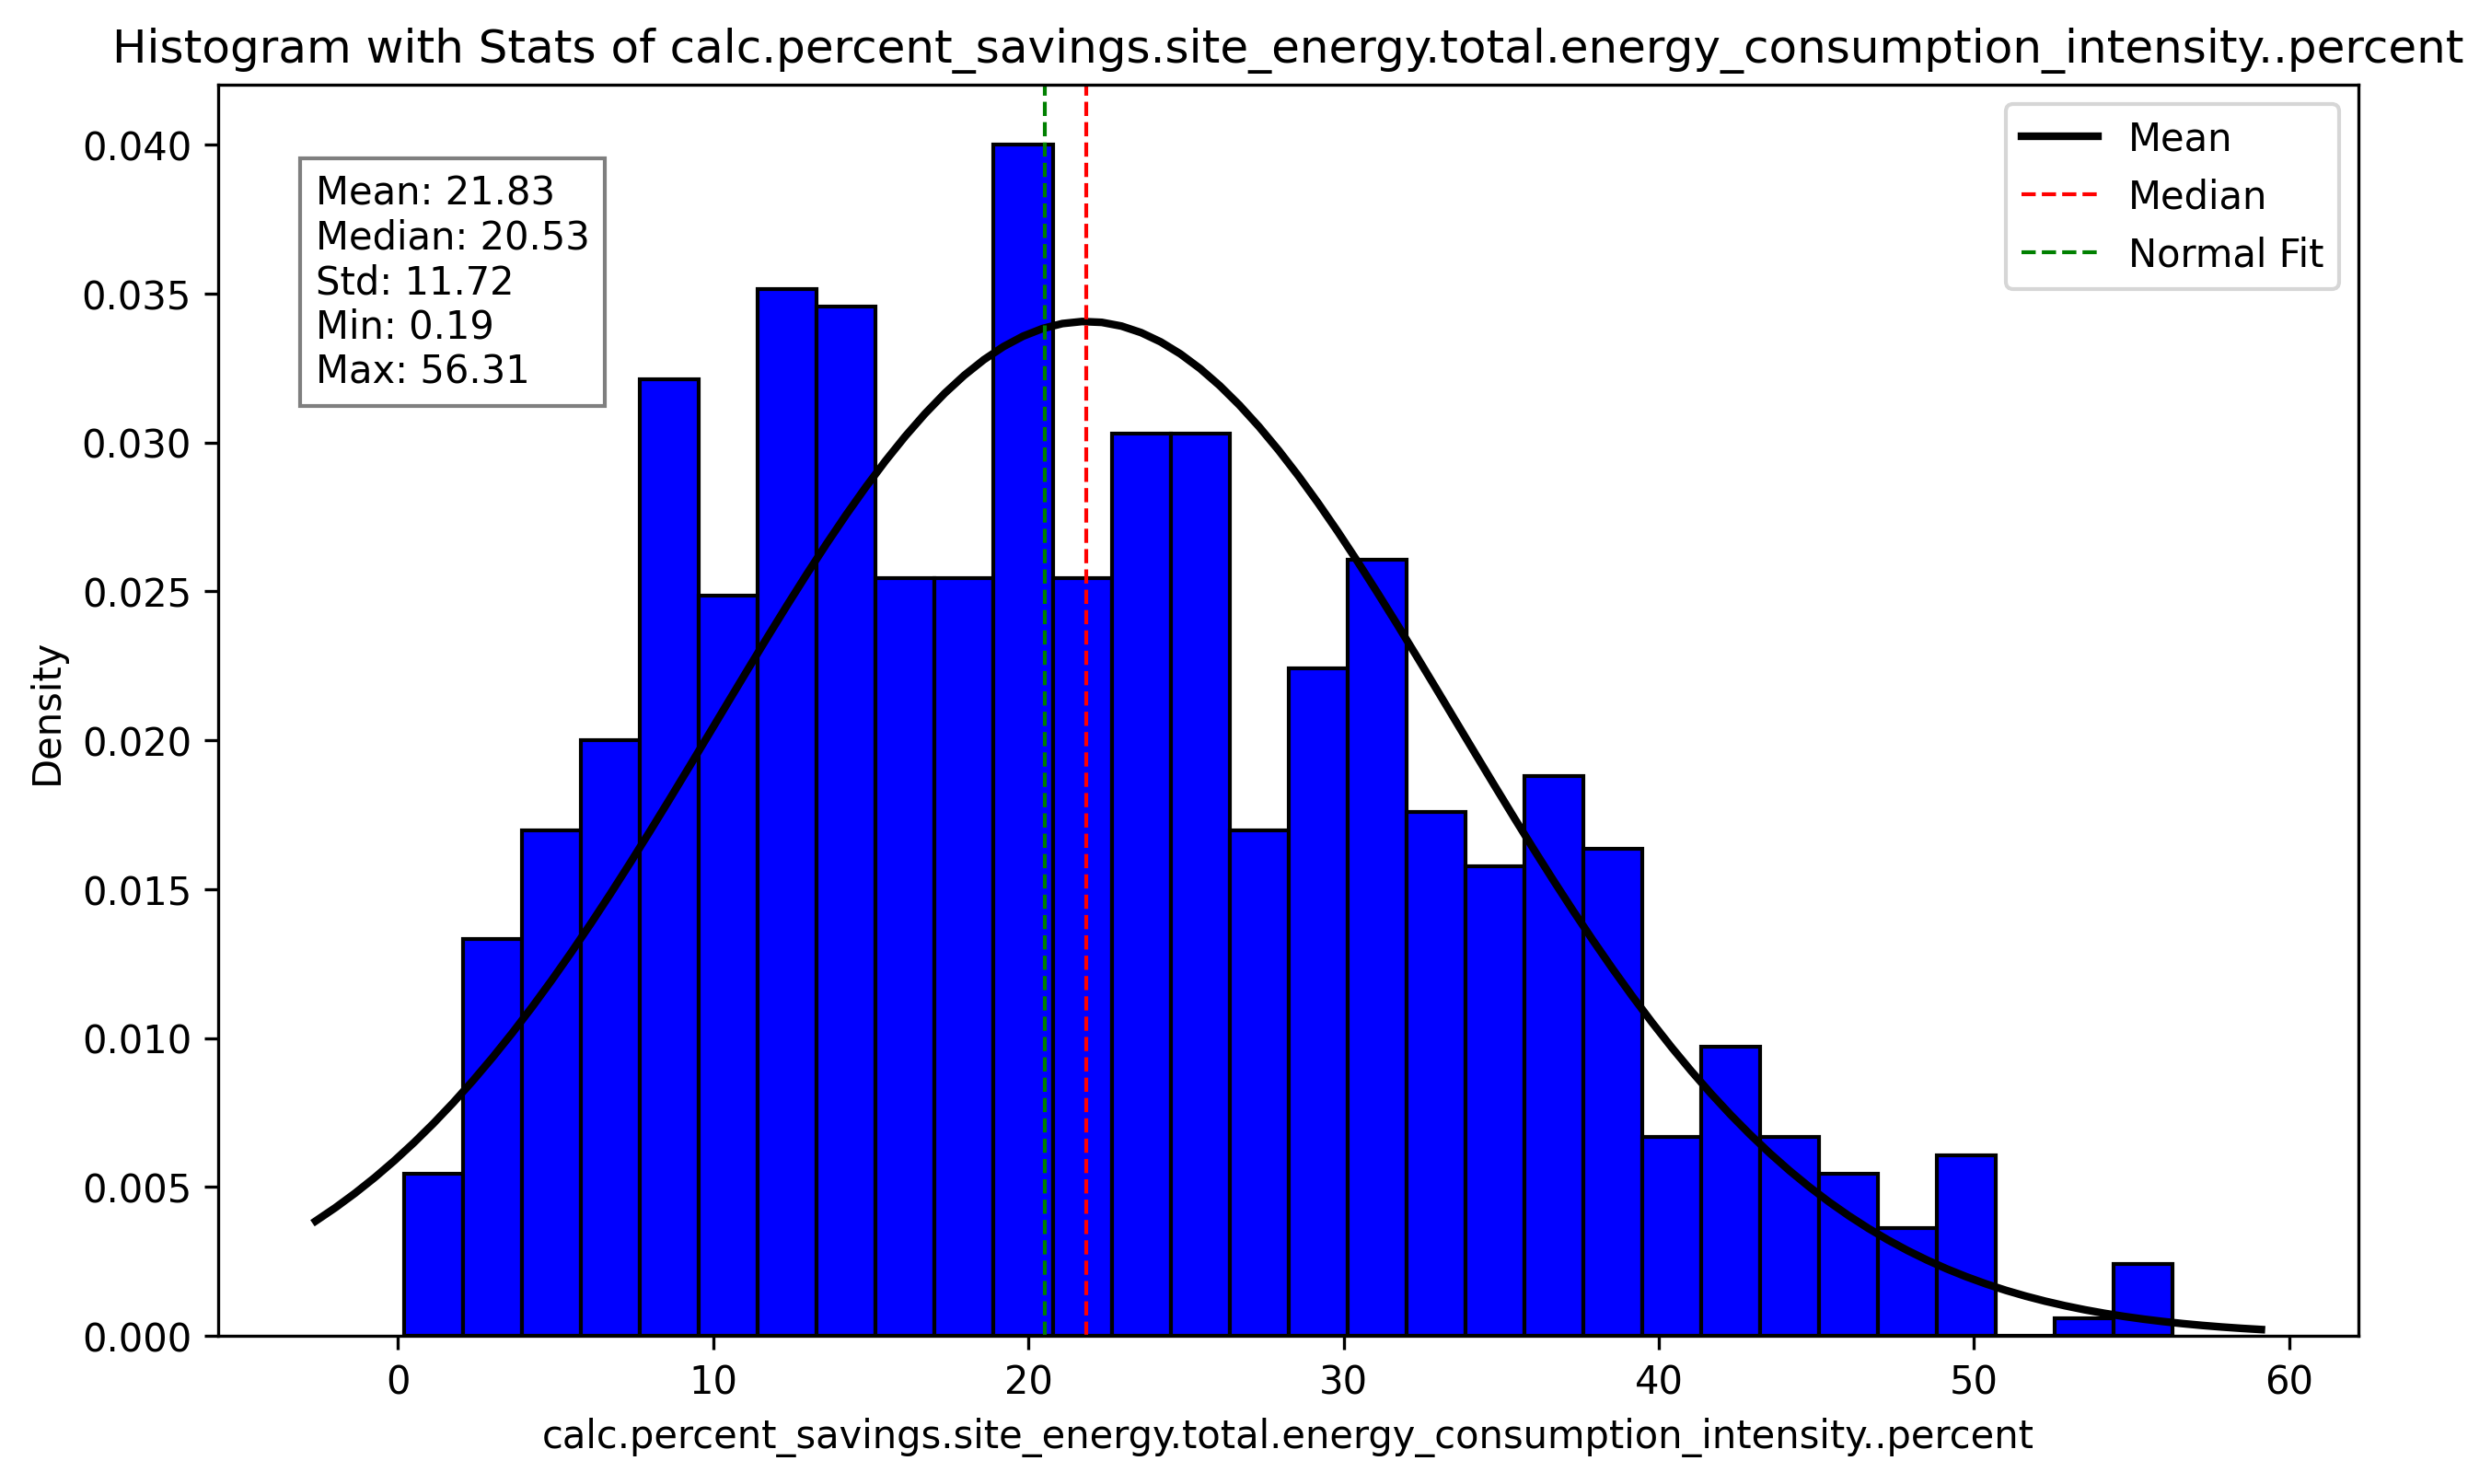 Histogram with Stats of calc.percent_savings.site_energy.total.energy_consumption_intensity..percent
Mean
Median
Normal Fit
Mean: 21.83
Median: 20.53
Std: 11.72
Min: 0.19
Max: 56.31
Density
0.040
0.035
0.030
0.025
0.020
0.015
0.010
0.005
0.000
0 10 20 30 40 50 60
calc.percent_savings.site_energy.total.energy_consumption_intensity..percent